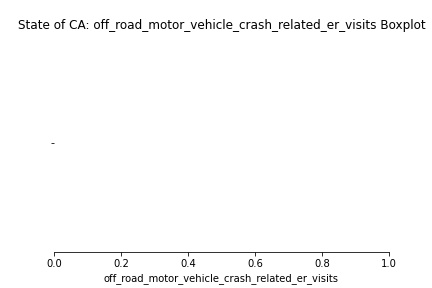 State of CA: off_road_motor_vehicle_crash_related_er_visits Boxplot
0.0 0.2 0.4 0.6 0.8 1.0
off_road_motor_vehicle_crash_related_er_visits